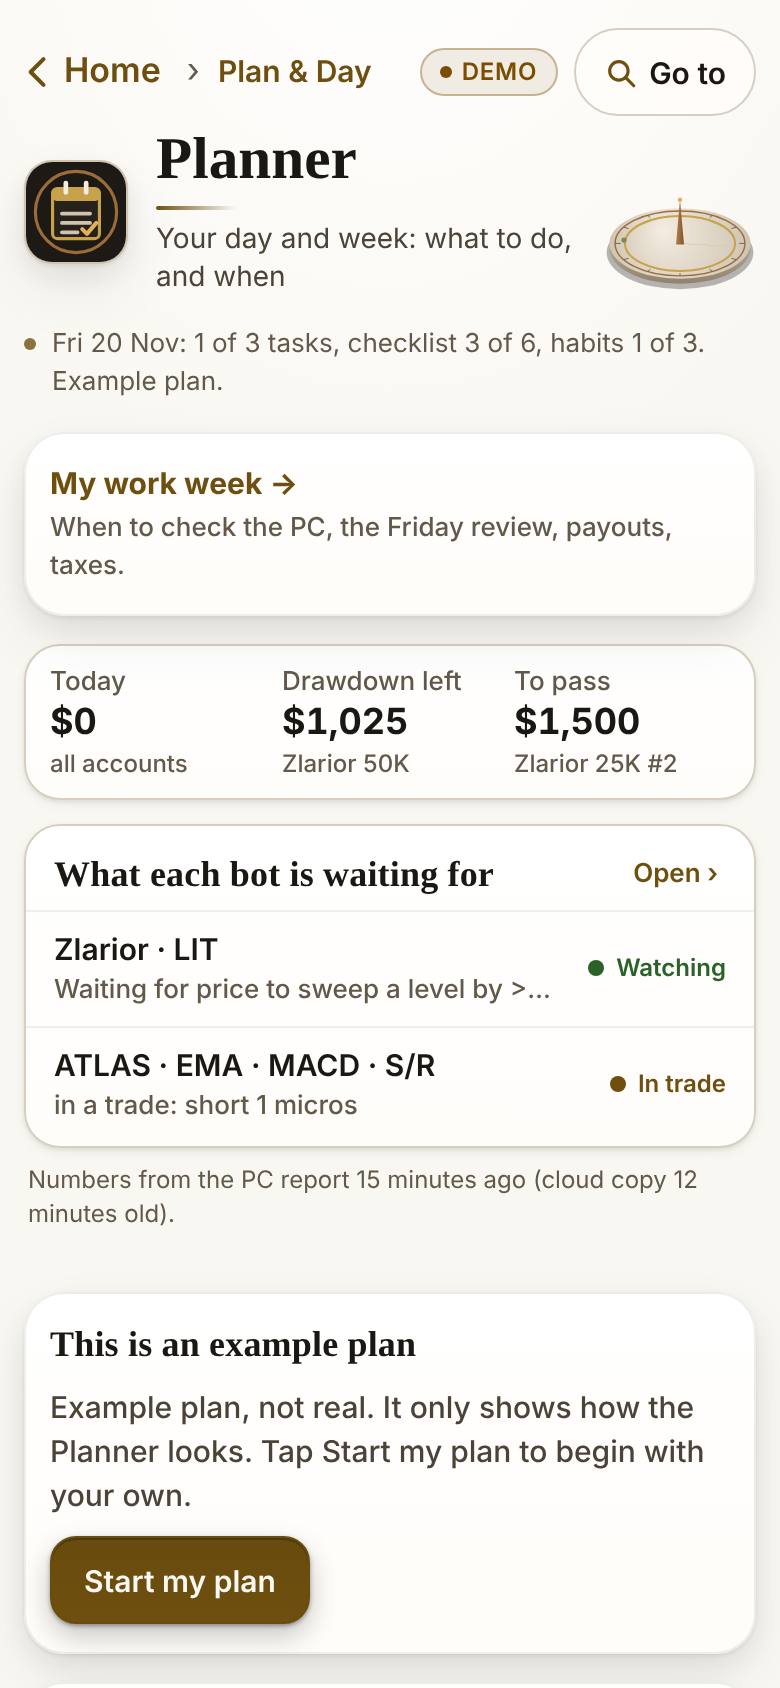 Home › Plan & Day DEMO Go to
Planner
Your day and week: what to do,
and when
Fri 20 Nov: 1 of 3 tasks, checklist 3 of 6, habits 1 of 3.
Example plan.
My work week →
When to check the PC, the Friday review, payouts,
taxes.
Today Drawdown left To pass
$0 $1,025 $1,500
all accounts Zlarior 50K Zlarior 25K #2
What each bot is waiting for Open ›
Zlarior · LIT
Waiting for price to sweep a level by >...
Watching
ATLAS · EMA · MACD · S/R
in a trade: short 1 micros
In trade
Numbers from the PC report 15 minutes ago (cloud copy 12
minutes old).
This is an example plan
Example plan, not real. It only shows how the
Planner looks. Tap Start my plan to begin with
your own.
Start my plan